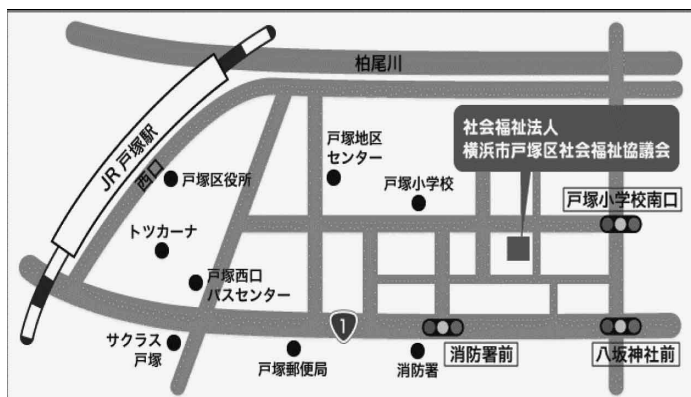 柏尾川
JR 戸塚駅
西口
社会福祉法人
横浜市戸塚区社会福祉協議会
戸塚地区
センター
戸塚区役所
戸塚小学校
戸塚小学校南口
トツカーナ
戸塚西口
バスセンター
1
サクラス
戸塚
戸塚郵便局
消防署
消防署前
八坂神社前